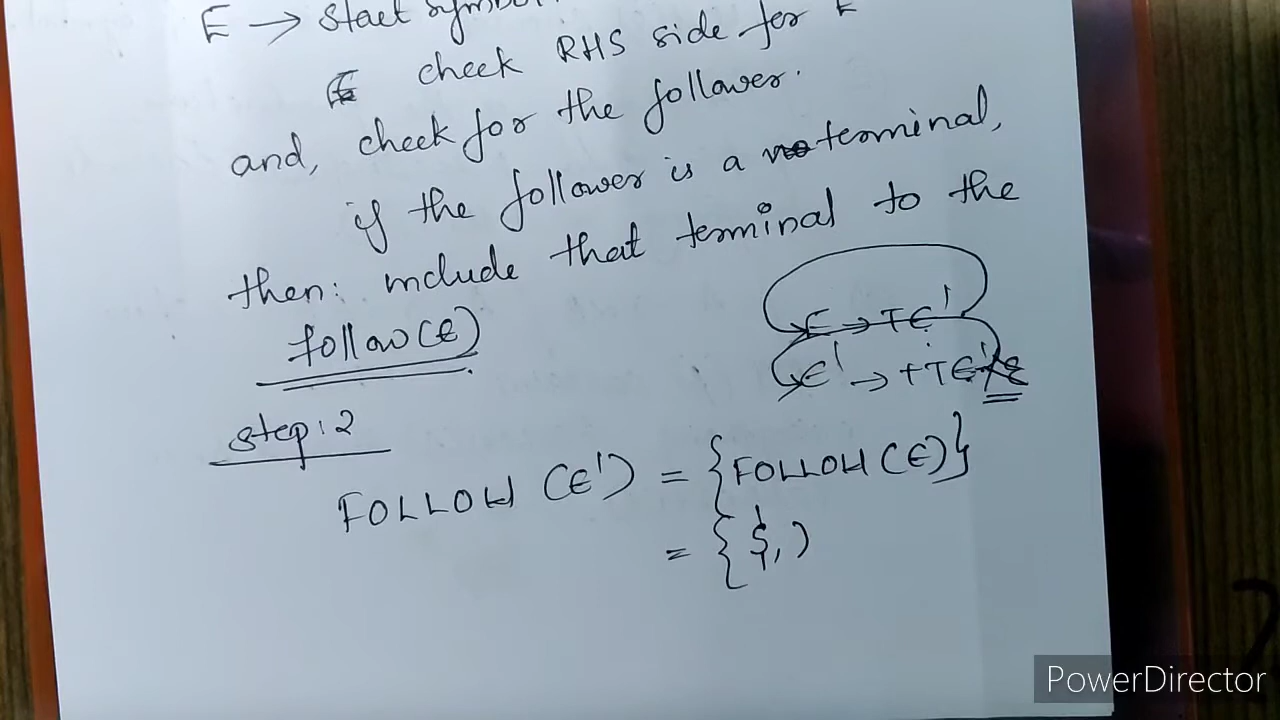 E → start symbol
check RHS side for E
and, check for the follower.
if the follower is a terminal,
then: include that terminal to the
follow(E)
E → TE'
E' → +TE'/ε
step: 2
FOLLOW (E') = {FOLLOW (E)}
= { $, )
PowerDirector